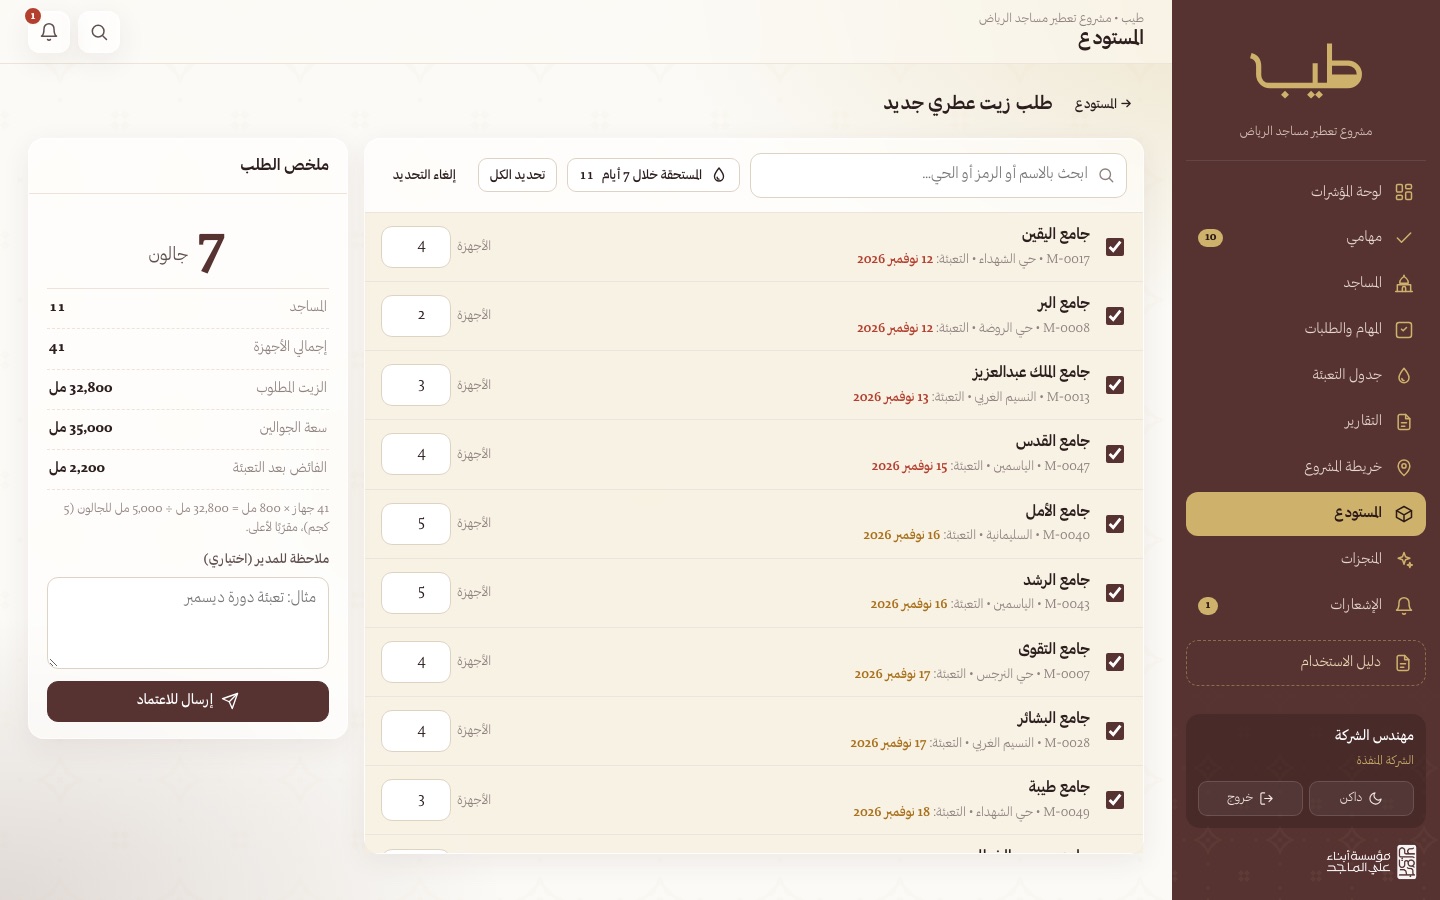 طيب
مشروع تعطير مساجد الرياض
لوحة المؤشرات
مهامي
10
المساجد
المهام والطلبات
جدول التعبئة
التقارير
خريطة المشروع
المستودع
المنجزات
الإشعارات
1
دليل الاستخدام
مهندس الشركة
الشركة المنفذة
داكن
خروج
مؤسسة أبناء
علي الماجد
طيب • مشروع تعطير مساجد الرياض
المستودع
1
→ المستودع
طلب زيت عطري جديد
ابحث بالاسم أو الرمز أو الحي...
المستحقة خلال 7 أيام 11
تحديد الكل
إلغاء التحديد
جامع اليقين
M-0017 • حي الشهداء • التعبئة: 12 نوفمبر 2026
الأجهزة 4
جامع البر
M-0008 • حي الروضة • التعبئة: 12 نوفمبر 2026
الأجهزة 2
جامع الملك عبدالعزيز
M-0013 • النسيم الغربي • التعبئة: 13 نوفمبر 2026
الأجهزة 3
جامع القدس
M-0047 • الياسمين • التعبئة: 15 نوفمبر 2026
الأجهزة 4
جامع الأمل
M-0040 • السليمانية • التعبئة: 16 نوفمبر 2026
الأجهزة 5
جامع الرشد
M-0043 • الياسمين • التعبئة: 16 نوفمبر 2026
الأجهزة 5
جامع التقوى
M-0007 • حي النرجس • التعبئة: 17 نوفمبر 2026
الأجهزة 4
جامع البشائر
M-0028 • النسيم الغربي • التعبئة: 17 نوفمبر 2026
الأجهزة 4
جامع طيبة
M-0049 • حي الشهداء • التعبئة: 18 نوفمبر 2026
الأجهزة 3
ملخص الطلب
7 جالون
المساجد 11
إجمالي الأجهزة 41
الزيت المطلوب 32,800 مل
سعة الجوالين 35,000 مل
الفائض بعد التعبئة 2,200 مل
41 جهاز × 800 مل = 32,800 مل ÷ 5,000 مل للجالون (5
كجم)، مقرّبًا لأعلى.
ملاحظة للمدير (اختياري)
مثال: تعبئة دورة ديسمبر
إرسال للاعتماد